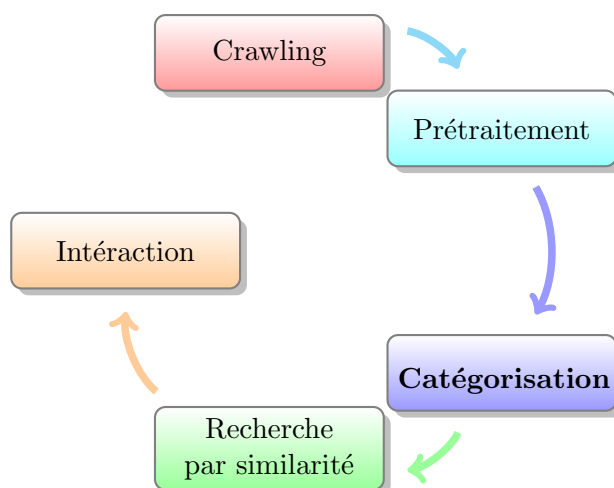 Crawling
Prétraitement
Intéraction
Catégorisation
Recherche
par similarité